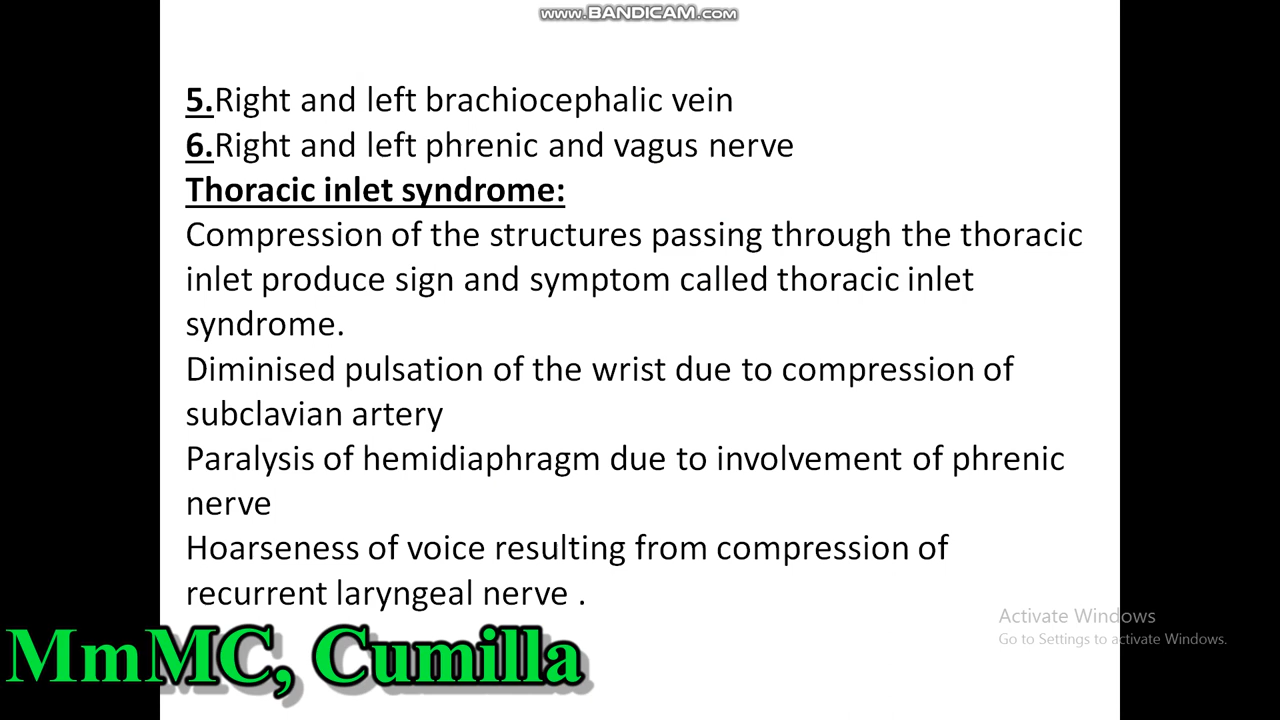 www.BANDICAM.com
5.Right and left brachiocephalic vein
6.Right and left phrenic and vagus nerve
Thoracic inlet syndrome:
Compression of the structures passing through the thoracic
inlet produce sign and symptom called thoracic inlet
syndrome.
Diminised pulsation of the wrist due to compression of
subclavian artery
Paralysis of hemidiaphragm due to involvement of phrenic
nerve
Hoarseness of voice resulting from compression of
recurrent laryngeal nerve .
Activate Windows
Go to Settings to activate Windows.
MmMC, Cumilla